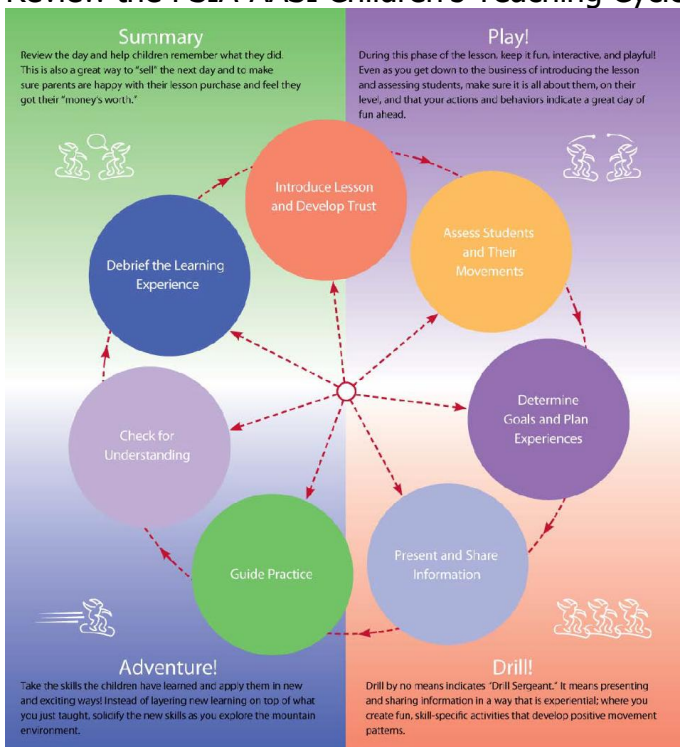 Review the PSIA-AASI Children's Teaching Cycle
Summary
Review the day and help children remember what they did.
This is also a great way to “sell” the next day and to make
sure parents are happy with their lesson purchase and feel they
got their “money's worth.”
Play!
During this phase of the lesson, keep it fun, interactive, and playful!
Even as you get down to the business of introducing the lesson
and assessing students, make sure it is all about them, on their
level, and that your actions and behaviors indicate a great day of
fun ahead.
Introduce Lesson
and Develop Trust
Assess Students
and Their
Movements
Determine
Goals and Plan
Experiences
Present and Share
Information
Guide Practice
Check for
Understanding
Debrief the Learning
Experience
Adventure!
Take the skills the children have learned and apply them in new
and exciting ways! Instead of layering new learning on top of what
you just taught, solidify the new skills as you explore the mountain
environment.
Drill!
Drill by no means indicates “Drill Sergeant.” It means presenting
and sharing information in a way that is experiential; where you
create fun, skill-specific activities that develop positive movement
patterns.